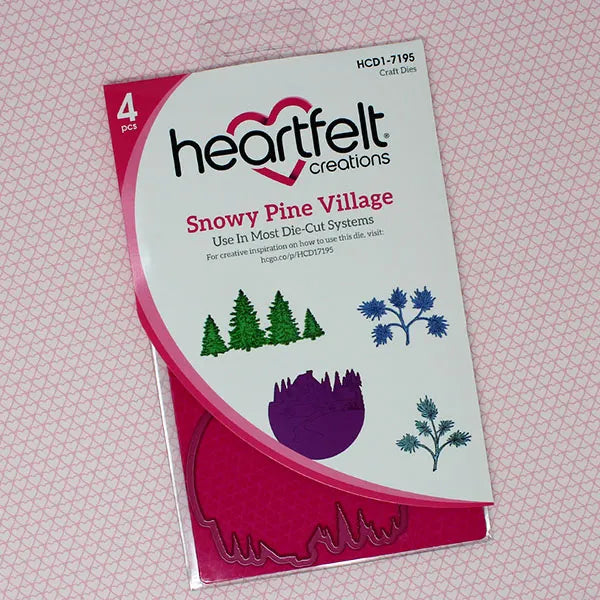 HCD1-7195
Craft Dies
4
pcs
heartfelt®
creations
Snowy Pine Village
Use In Most Die-Cut Systems
For creative inspiration on how to use this die, visit:
hcgo.co/p/HCD17195